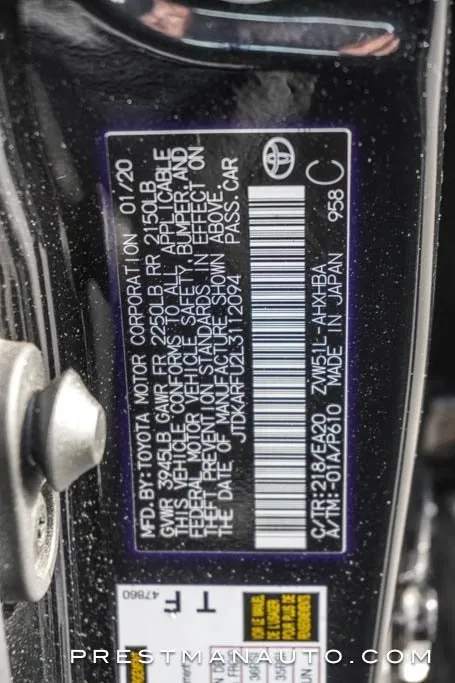 MFD. BY: TOYOTA MOTOR CORPORATION 01/20
GVWR 3945LB GAWR FR 2250LB RR 2150LB
THIS VEHICLE CONFORMS TO ALL APPLICABLE
FEDERAL MOTOR VEHICLE SAFETY, BUMPER, AND
THEFT PREVENTION STANDARDS IN EFFECT ON
THE DATE OF MANUFACTURE SHOWN ABOVE.
JTDKARFU2L3112094 PASS. CAR
C/TR: 218/EA20 ZVW51L-AHXHBA
A/TM: -01A/P610 MADE IN JAPAN 958 C
47860
T
F
PRESTMANAUTO.COM